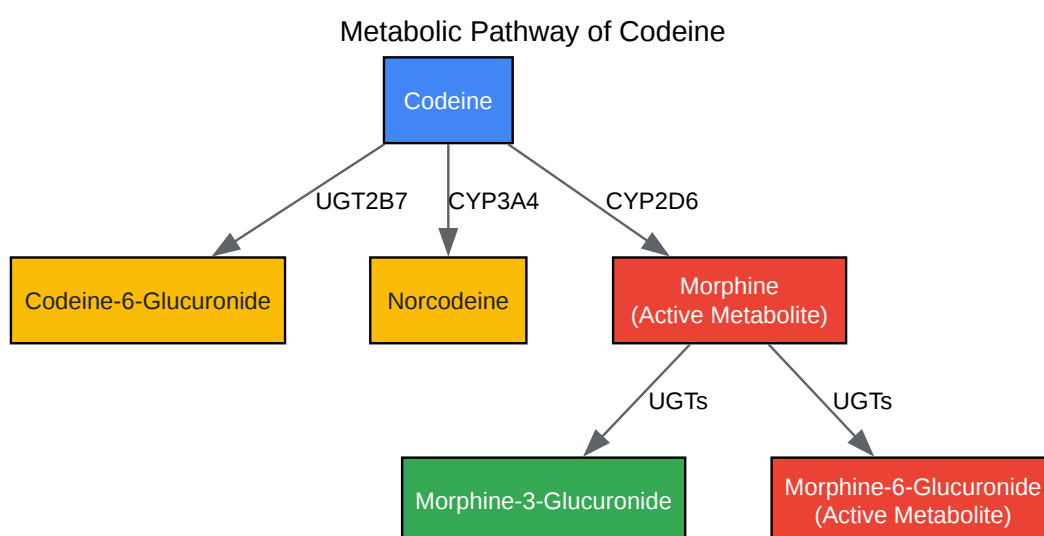 Metabolic Pathway of Codeine
Codeine
UGT2B7
CYP3A4
CYP2D6
Codeine-6-Glucuronide
Norcodeine
Morphine
(Active Metabolite)
UGTs
UGTs
Morphine-3-Glucuronide
Morphine-6-Glucuronide
(Active Metabolite)